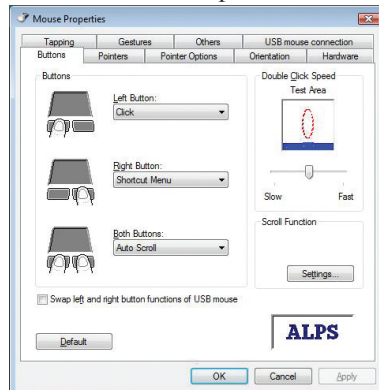 Mouse Properties
Tapping Gestures Others USB mouse connection
Buttons Pointers Pointer Options Orientation Hardware
Buttons
Left Button:
Click
Right Button:
Shortcut Menu
Both Buttons:
Auto Scroll
Swap left and right button functions of USB mouse
Default
Double Click Speed
Test Area
Slow Fast
Scroll Function
Settings...
ALPS
OK Cancel Apply